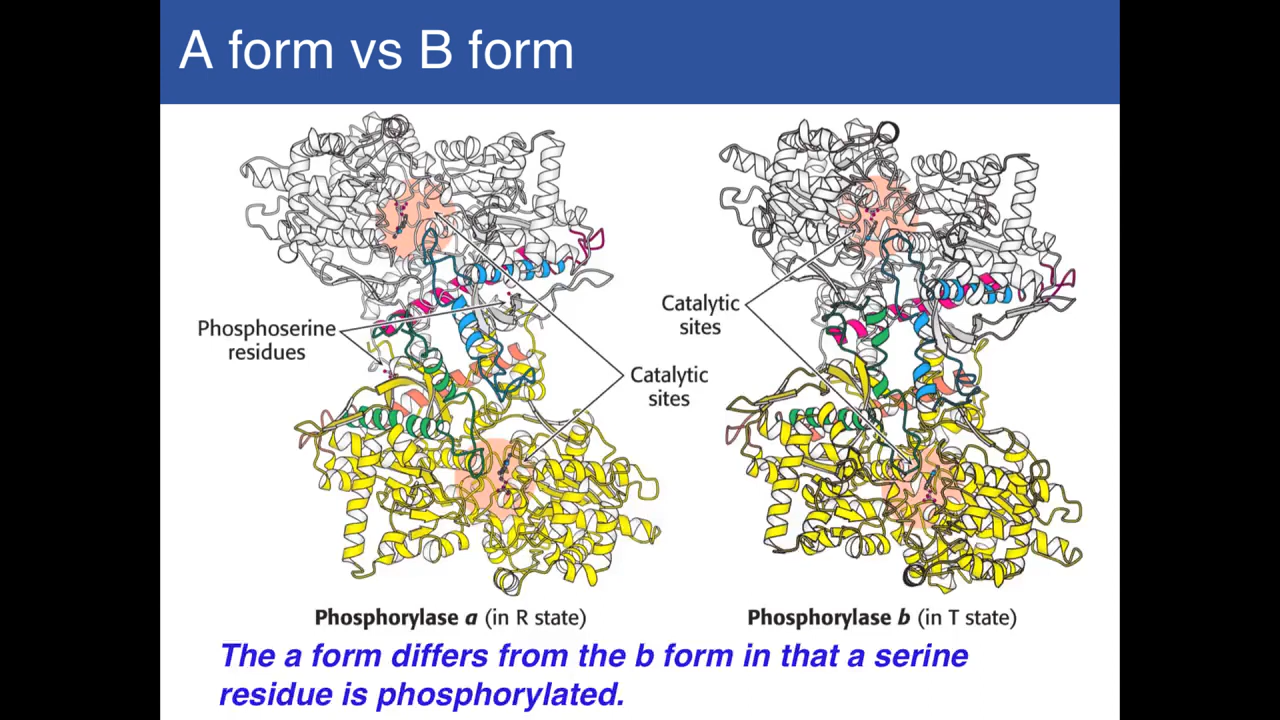 A form vs B form
Phosphoserine
residues
Catalytic
sites
Catalytic
sites
Phosphorylase a (in R state)
Phosphorylase b (in T state)
The a form differs from the b form in that a serine
residue is phosphorylated.